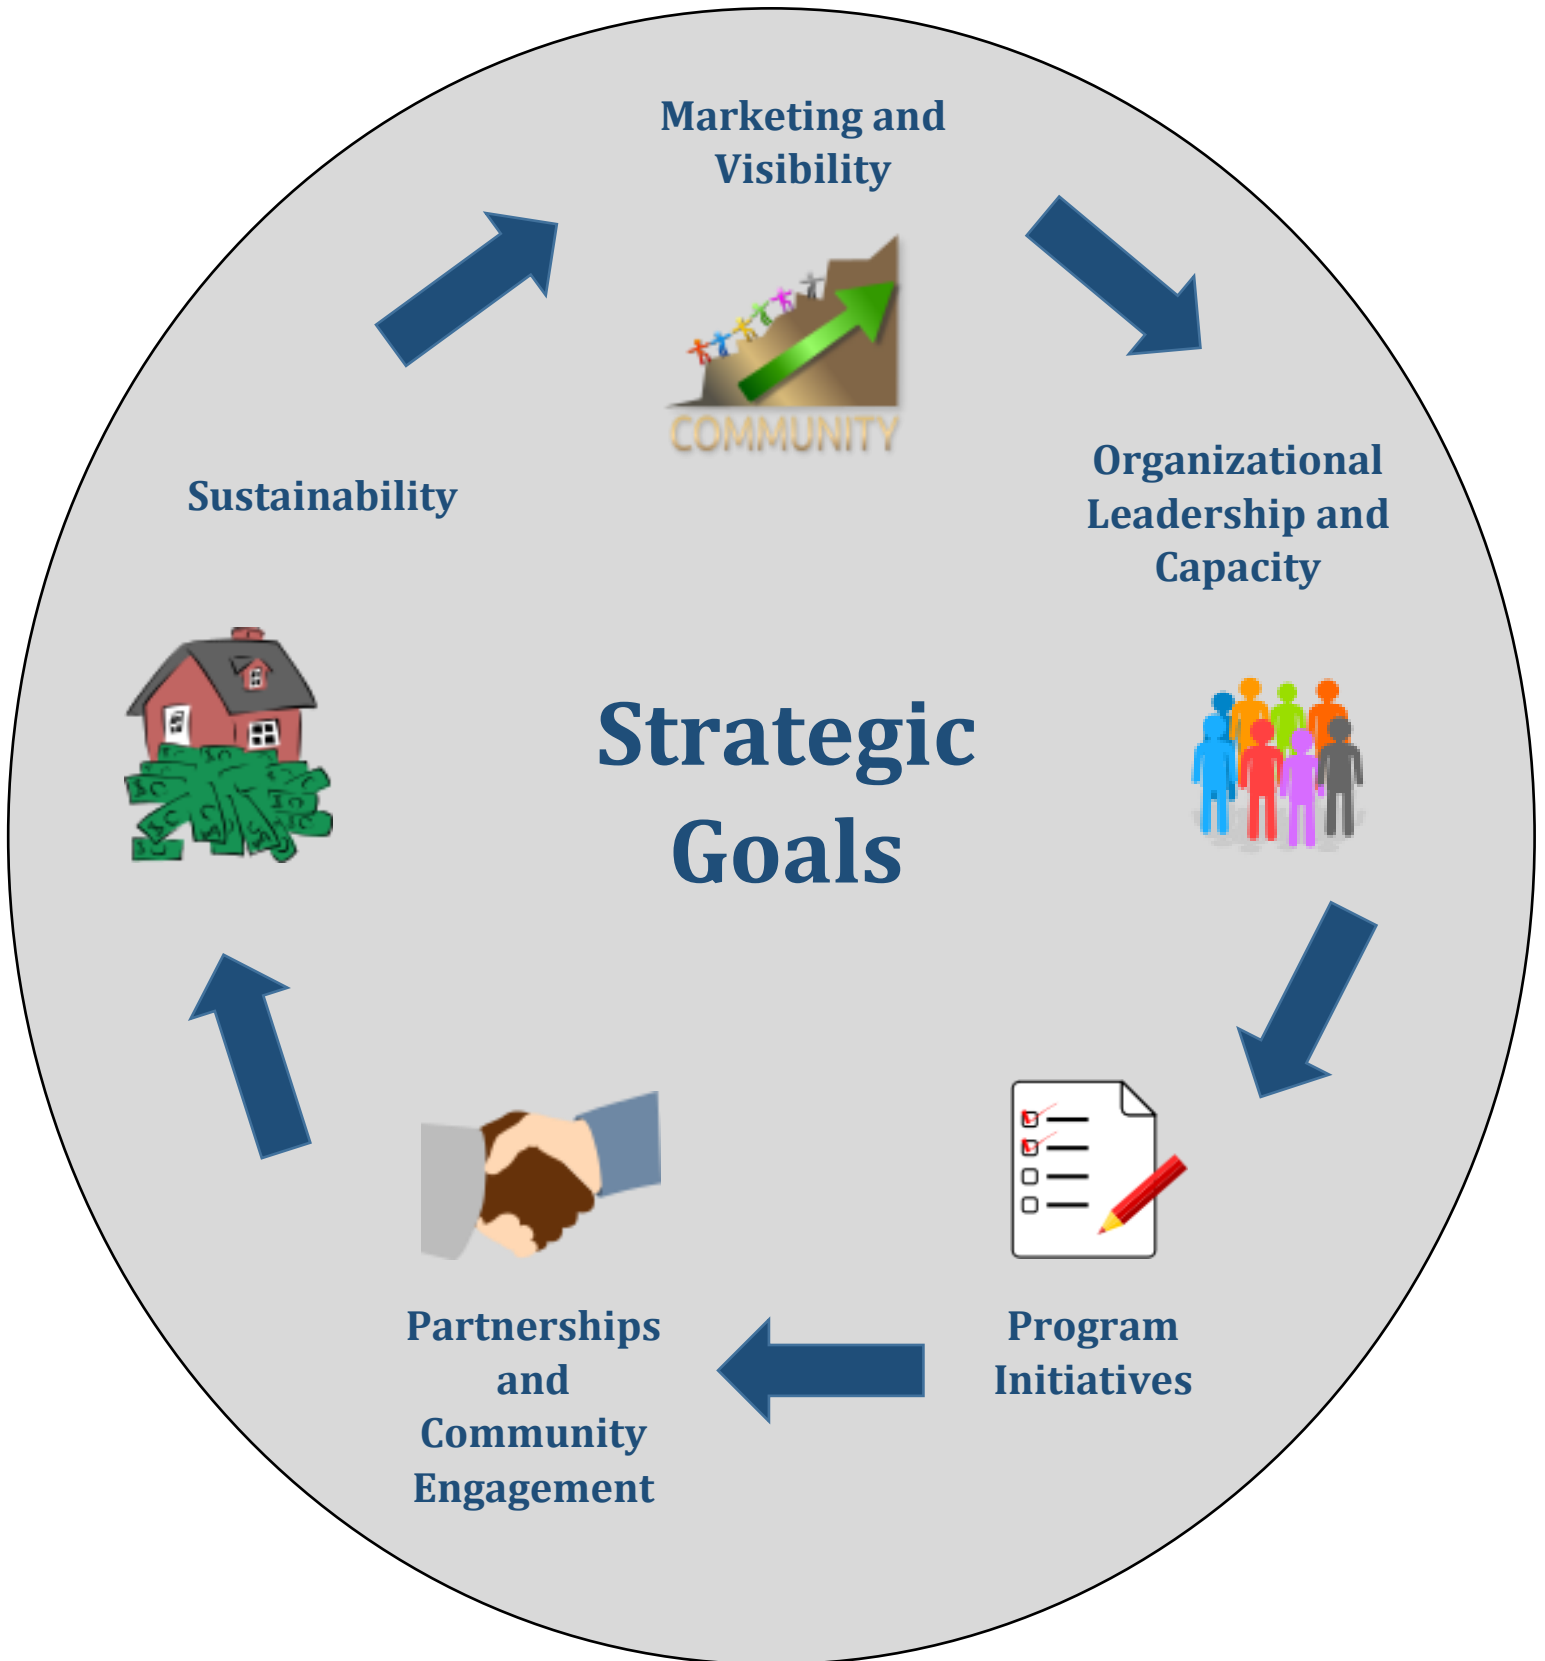 Marketing and
Visibility
COMMUNITY
Organizational
Leadership and
Capacity
Sustainability
Strategic
Goals
Program
Initiatives
Partnerships
and
Community
Engagement